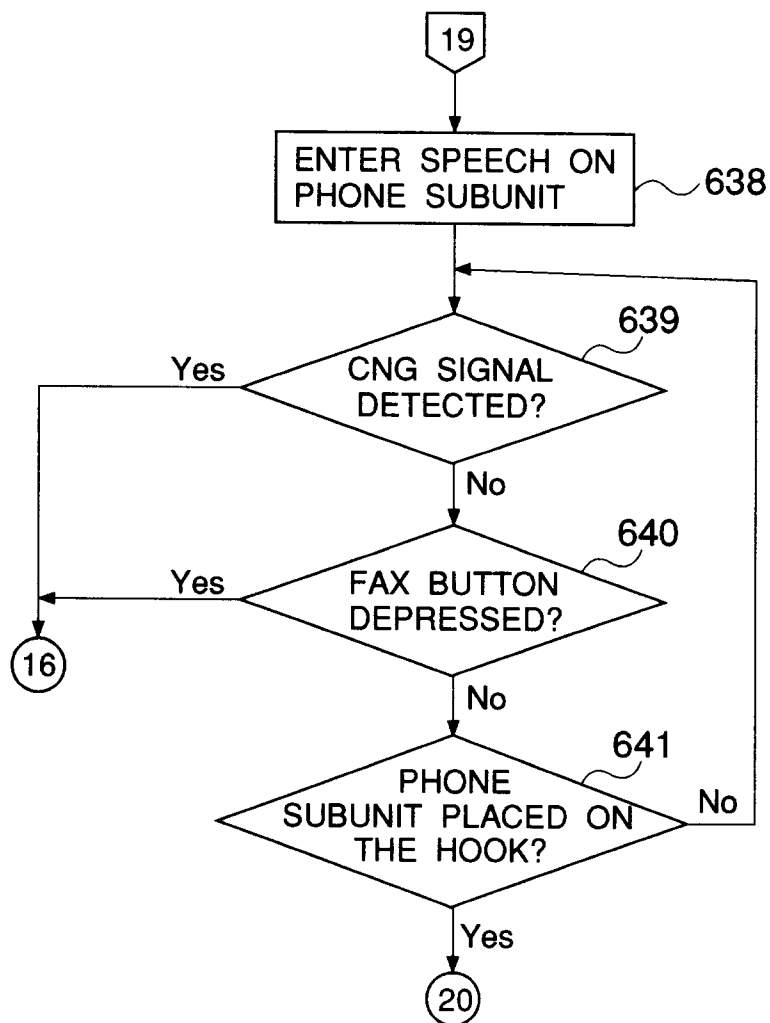 19
ENTER SPEECH ON
PHONE SUBUNIT
638
639
Yes
CNG SIGNAL
DETECTED?
No
640
Yes
FAX BUTTON
DEPRESSED?
16
No
641
PHONE
SUBUNIT PLACED ON
THE HOOK?
No
Yes
20